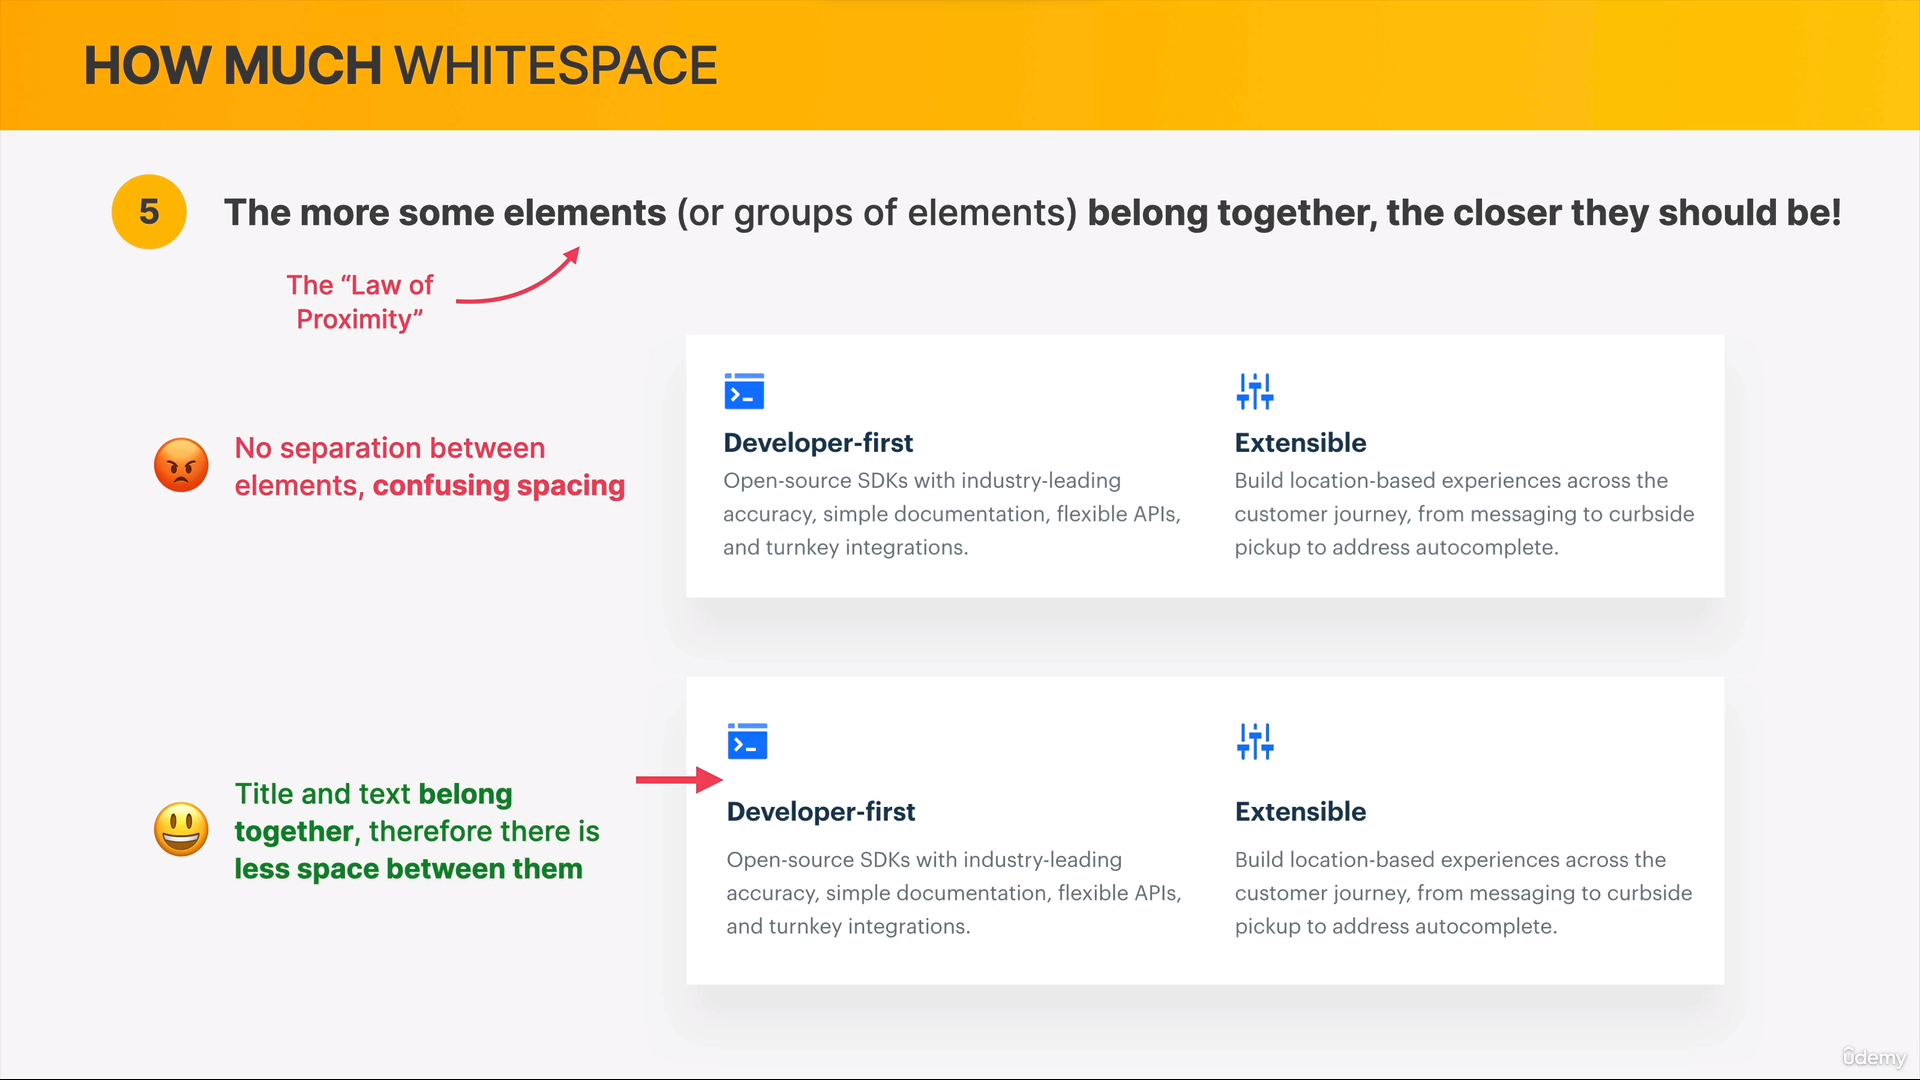 HOW MUCH WHITESPACE
5
The more some elements (or groups of elements) belong together, the closer they should be!
The “Law of
Proximity”
No separation between
elements, confusing spacing
Developer-first
Open-source SDKs with industry-leading
accuracy, simple documentation, flexible APIs,
and turnkey integrations.
Extensible
Build location-based experiences across the
customer journey, from messaging to curbside
pickup to address autocomplete.
Title and text belong
together, therefore there is
less space between them
Developer-first
Open-source SDKs with industry-leading
accuracy, simple documentation, flexible APIs,
and turnkey integrations.
Extensible
Build location-based experiences across the
customer journey, from messaging to curbside
pickup to address autocomplete.
ûdemy